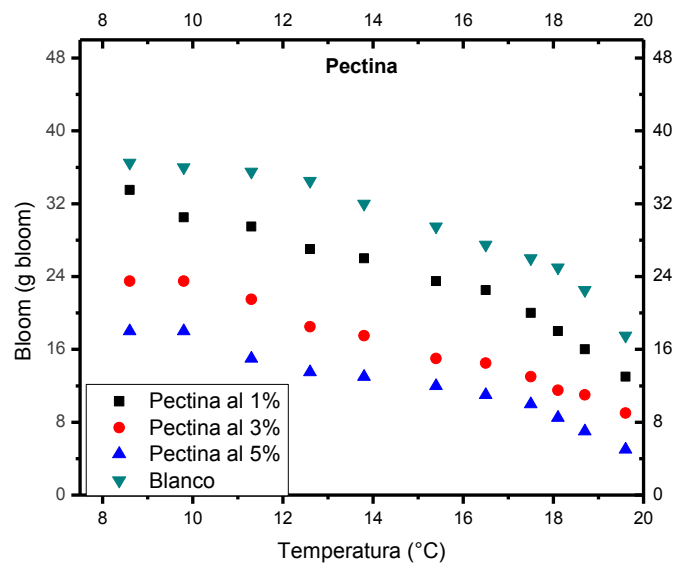 8 10 12 14 16 18 20
Pectina
48 48
40 40
32 32
24 24
16 16
8 8
0 0
Pectina al 1%
Pectina al 3%
Pectina al 5%
Blanco
8 10 12 14 16 18 20
Bloom (g bloom)
Temperatura (°C)